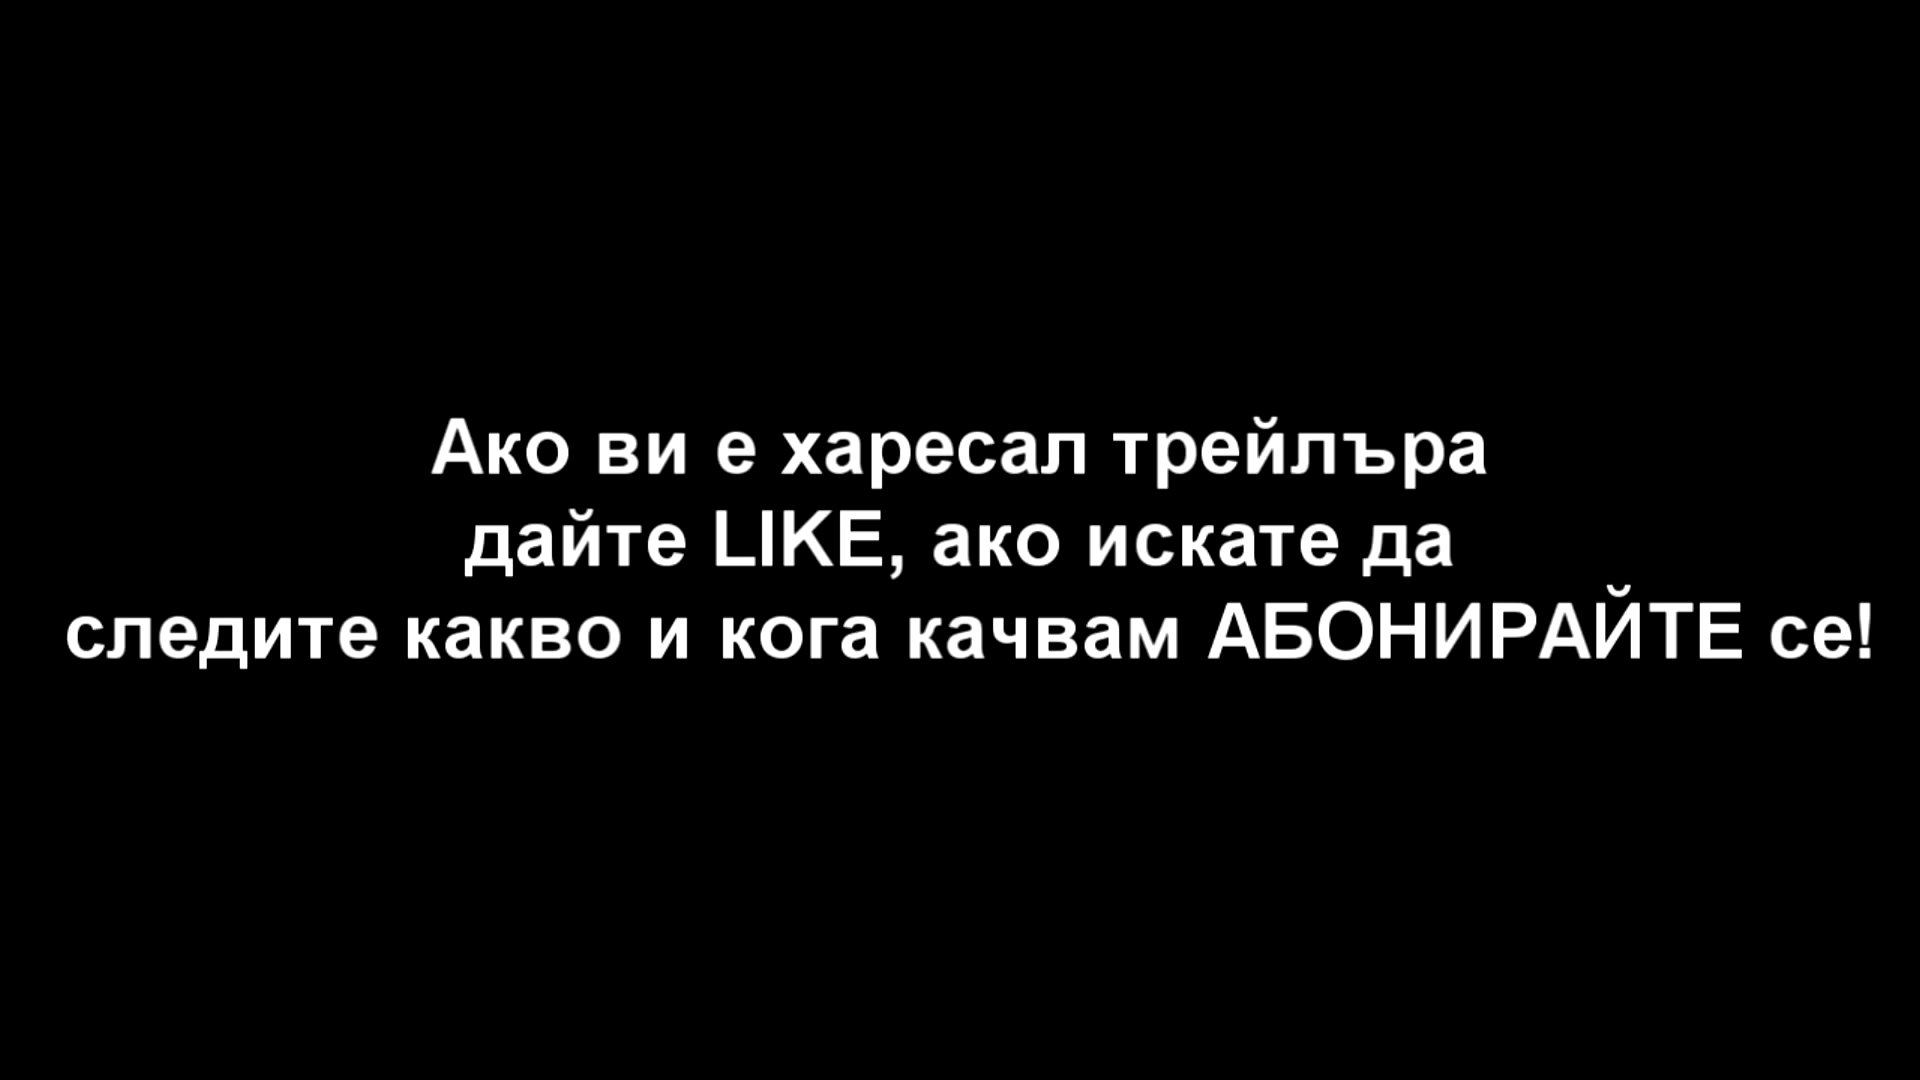 Ако ви е харесал трейлъра
дайте LIKE, ако искате да
следите какво и кога качвам АБОНИРАЙТЕ се!